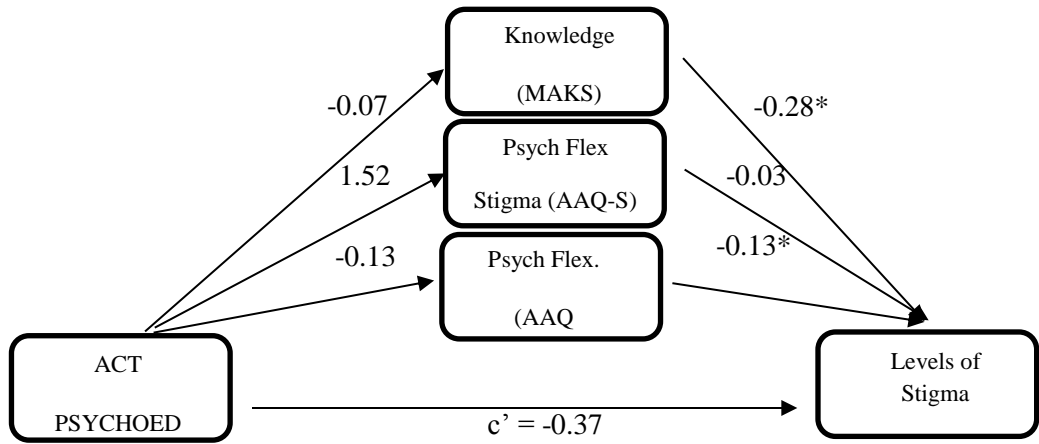 Knowledge
(MAKS)
-0.07
-0.28*
Psych Flex
Stigma (AAQ-S)
1.52
-0.03
-0.13
-0.13*
Psych Flex.
(AAQ
ACT
PSYCHOED
Levels of
Stigma
c’ = -0.37